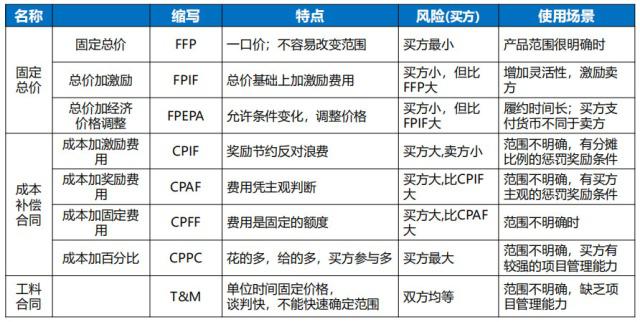 名称 缩写 特点 风险(买方) 使用场景
固定总价
固定总价 FFP 一口价；不容易改变范围 买方最小 产品范围很明确时
总价加激励 FPIF 总价基础上加激励费用 买方小，但比FFP大 增加灵活性，激励卖方
总价加经济价格调整 FPEPA 允许条件变化，调整价格 买方小，但比FPIF大 履约时间长；买方支付货币不同于卖方
成本补偿合同
成本加激励费用 CPIF 奖励节约反对浪费 买方大,卖方小 范围不明确，有分摊比例的惩罚奖励条件
成本加奖励费用 CPAF 费用凭主观判断 买方大,比CPIF大 范围不明确，有买方主观的惩罚奖励条件
成本加固定费用 CPFF 费用是固定的额度 买方大,比CPAF大 范围不明确时
成本加百分比 CPPC 花的多，给的多，买方参与多 买方最大 范围不明确，买方有较强的项目管理能力
工料合同
T&M 单位时间固定价格，谈判快，不能快速确定范围 双方均等 范围不明确，缺乏项目管理能力